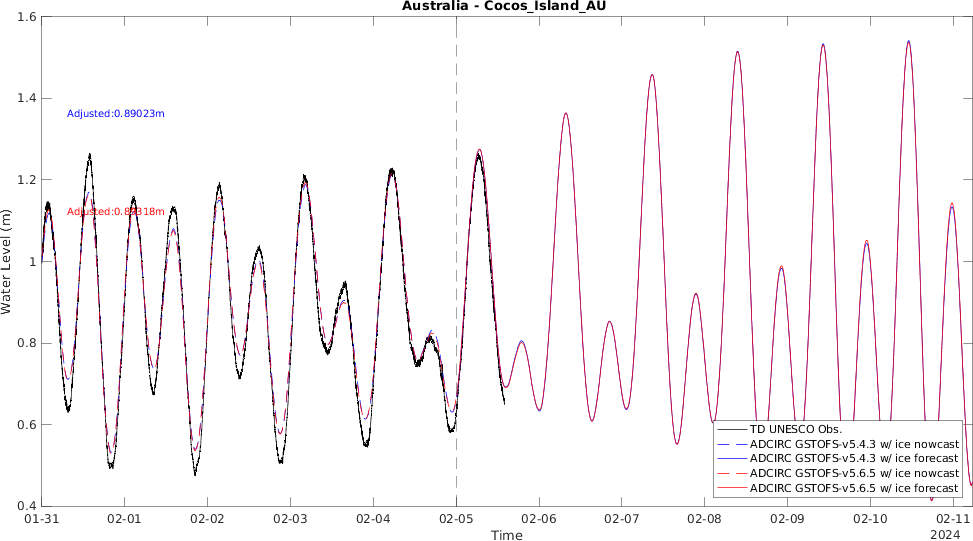 Australia - Cocos_Island_AU
1.6
1.4
1.2
1
0.8
0.6
0.4
Water Level (m)
Adjusted:0.89023m
TD UNESCO Obs.
ADCIRC GSTOFS-v5.4.3 w/ ice nowcast
ADCIRC GSTOFS-v5.4.3 w/ ice forecast
ADCIRC GSTOFS-v5.6.5 w/ ice nowcast
ADCIRC GSTOFS-v5.6.5 w/ ice forecast
01-31 02-01 02-02 02-03 02-04 02-05 02-06 02-07 02-08 02-09 02-10 02-11
Time
2024